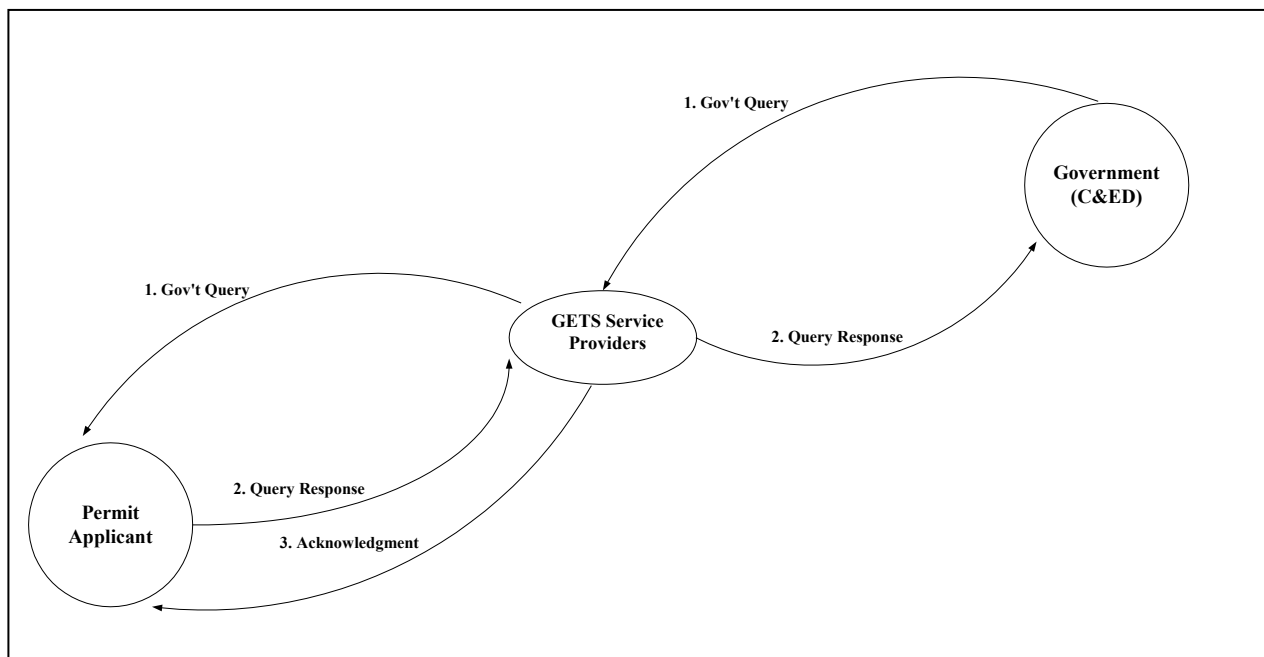 1. Gov't Query
Government
(C&ED)
1. Gov't Query
GETS Service
Providers
2. Query Response
2. Query Response
Permit
Applicant
3. Acknowledgment